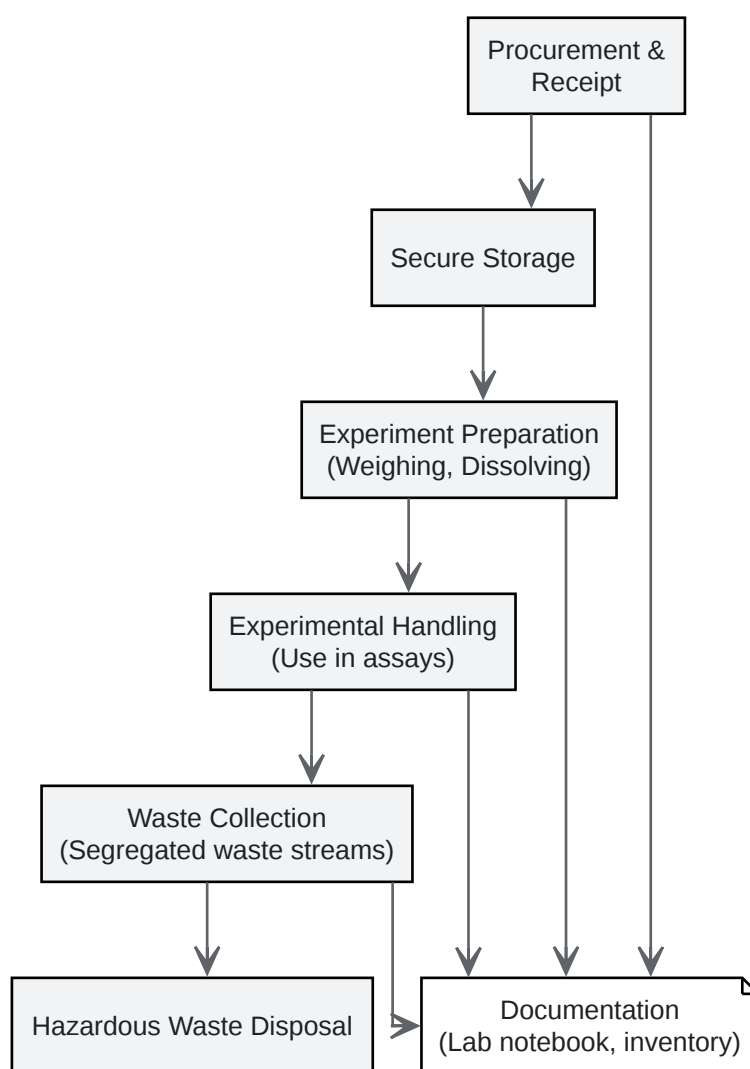 Procurement &
Receipt
Secure Storage
Experiment Preparation
(Weighing, Dissolving)
Experimental Handling
(Use in assays)
Waste Collection
(Segregated waste streams)
Hazardous Waste Disposal
Documentation
(Lab notebook, inventory)